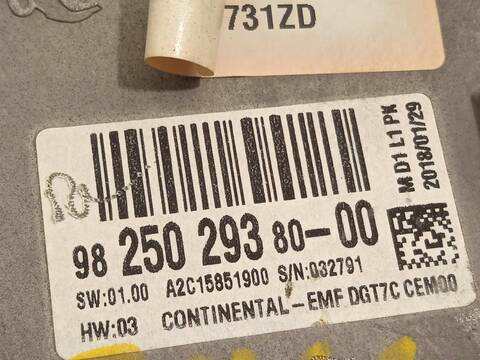 731ZD
98 250 293 80-00
SW:01.00 A2C15851900 S/N:032791
HW:03 CONTINENTAL-EMF DGT7C CEM00
M D1 L1 PK
2018/01/29